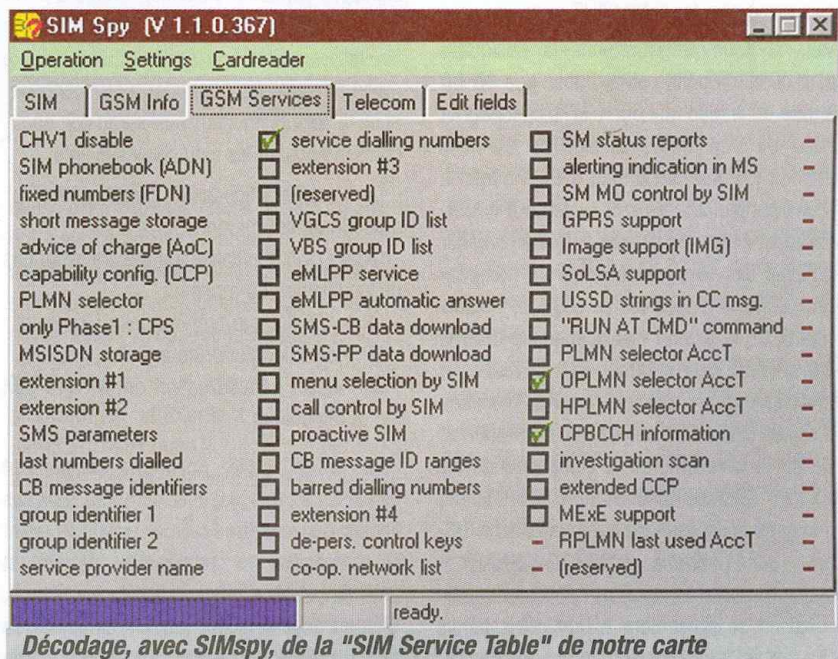 SIM Spy (V 1.1.0.367)
Operation Settings Cardreader
SIM GSM Info GSM Services Telecom Edit fields
CHV1 disable
SIM phonebook (ADN)
fixed numbers (FDN)
short message storage
advice of charge (AoC)
capability config. (CCP)
PLMN selector
only Phase1 : CPS
MSISDN storage
extension #1
extension #2
SMS parameters
last numbers dialled
CB message identifiers
group identifier 1
group identifier 2
service provider name
service dialling numbers
extension #3
(reserved)
VGCS group ID list
VBS group ID list
eMLPP service
eMLPP automatic answer
SMS-CB data download
SMS-PP data download
menu selection by SIM
call control by SIM
proactive SIM
CB message ID ranges
barred dialling numbers
extension #4
de-pers. control keys
co-op. network list
SM status reports
alerting indication in MS
SM MO control by SIM
GPRS support
Image support (IMG)
SoLSA support
USSD strings in CC msg.
"RUN AT CMD" command
PLMN selector AccT
OPLMN selector AccT
HPLMN selector AccT
CPBCCH information
investigation scan
extended CCP
MExE support
RPLMN last used AccT
(reserved)
ready.
Décodage, avec SIMspy, de la "SIM Service Table" de notre carte